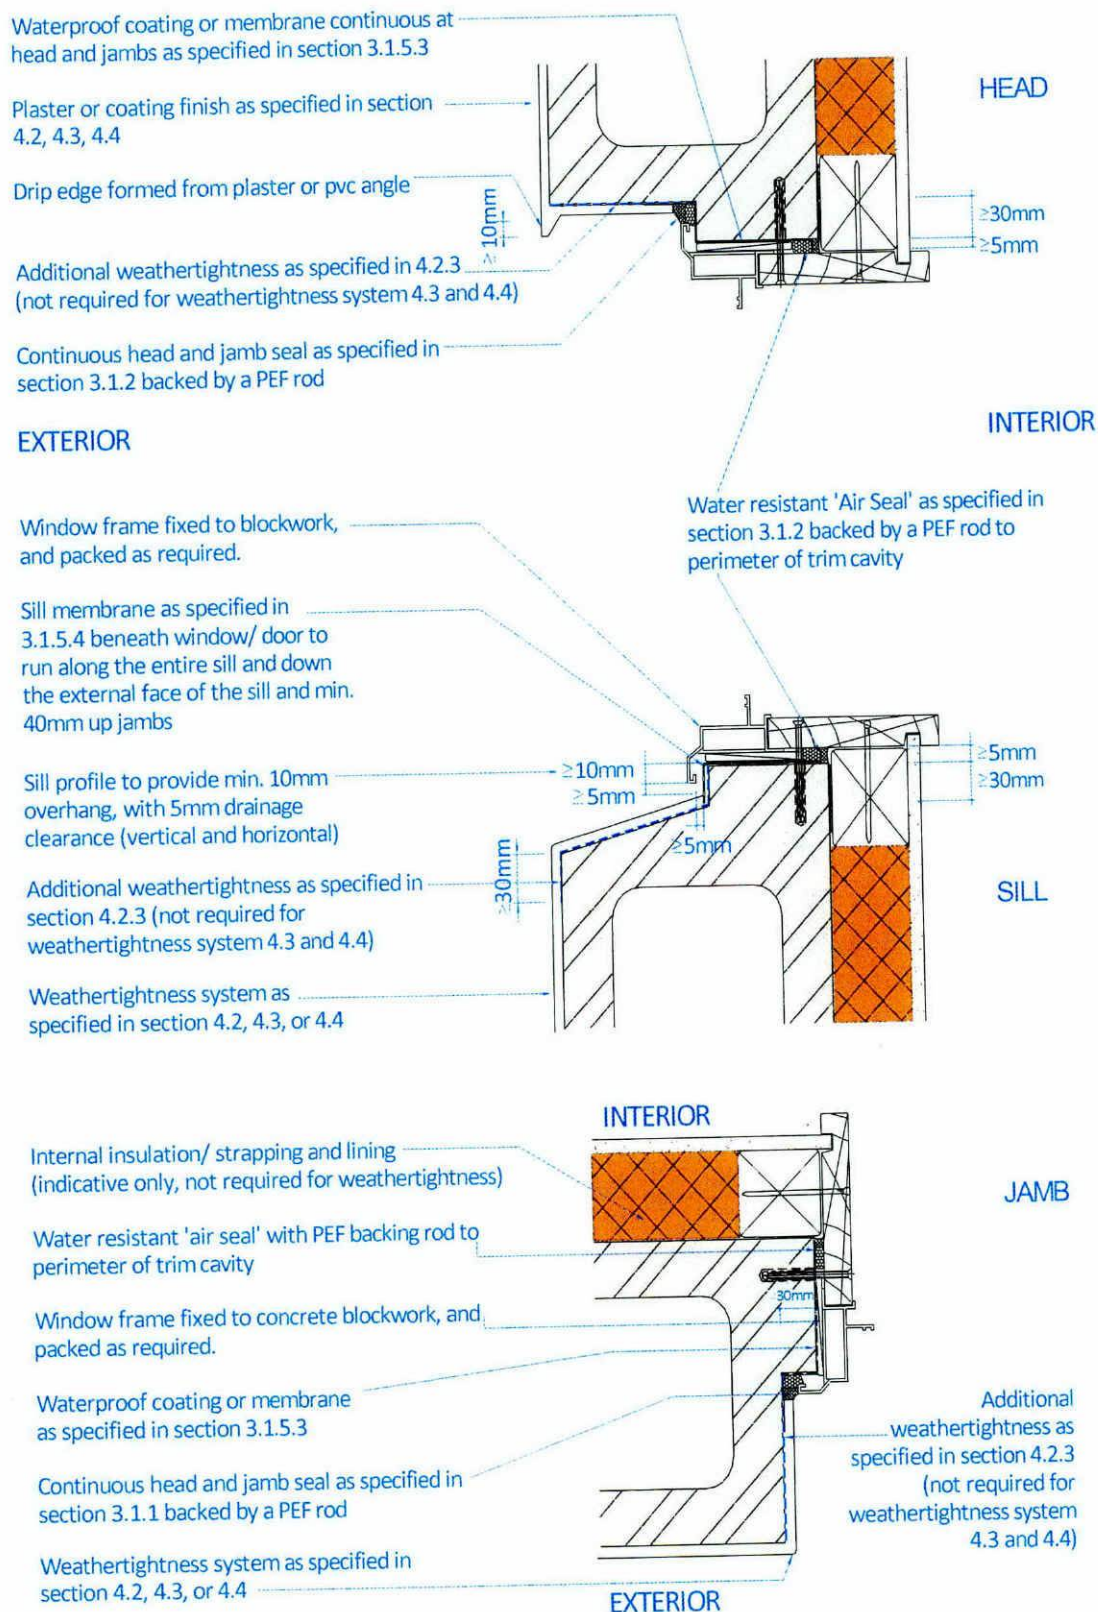 Waterproof coating or membrane continuous at
head and jambs as specified in section 3.1.5.3
HEAD
Plaster or coating finish as specified in section
4.2, 4.3, 4.4
Drip edge formed from plaster or pvc angle
≥10mm
≥30mm
≥5mm
Additional weathertightness as specified in 4.2.3
(not required for weathertightness system 4.3 and 4.4)
Continuous head and jamb seal as specified in
section 3.1.2 backed by a PEF rod
EXTERIOR
INTERIOR
Water resistant 'Air Seal' as specified in
section 3.1.2 backed by a PEF rod to
perimeter of trim cavity
Window frame fixed to blockwork,
and packed as required.
Sill membrane as specified in
3.1.5.4 beneath window/ door to
run along the entire sill and down
the external face of the sill and min.
40mm up jambs
Sill profile to provide min. 10mm
overhang, with 5mm drainage
clearance (vertical and horizontal)
≥10mm
≥5mm
≥5mm
≥30mm
≥5mm
≥30mm
SILL
Additional weathertightness as specified in
section 4.2.3 (not required for
weathertightness system 4.3 and 4.4)
Weathertightness system as
specified in section 4.2, 4.3, or 4.4
INTERIOR
JAMB
Internal insulation/ strapping and lining
(indicative only, not required for weathertightness)
Water resistant 'air seal' with PEF backing rod to
perimeter of trim cavity
30mm
Window frame fixed to concrete blockwork, and
packed as required.
Waterproof coating or membrane
as specified in section 3.1.5.3
Continuous head and jamb seal as specified in
section 3.1.1 backed by a PEF rod
Additional
weathertightness as
specified in section 4.2.3
(not required for
weathertightness system
4.3 and 4.4)
Weathertightness system as specified in
section 4.2, 4.3, or 4.4
EXTERIOR